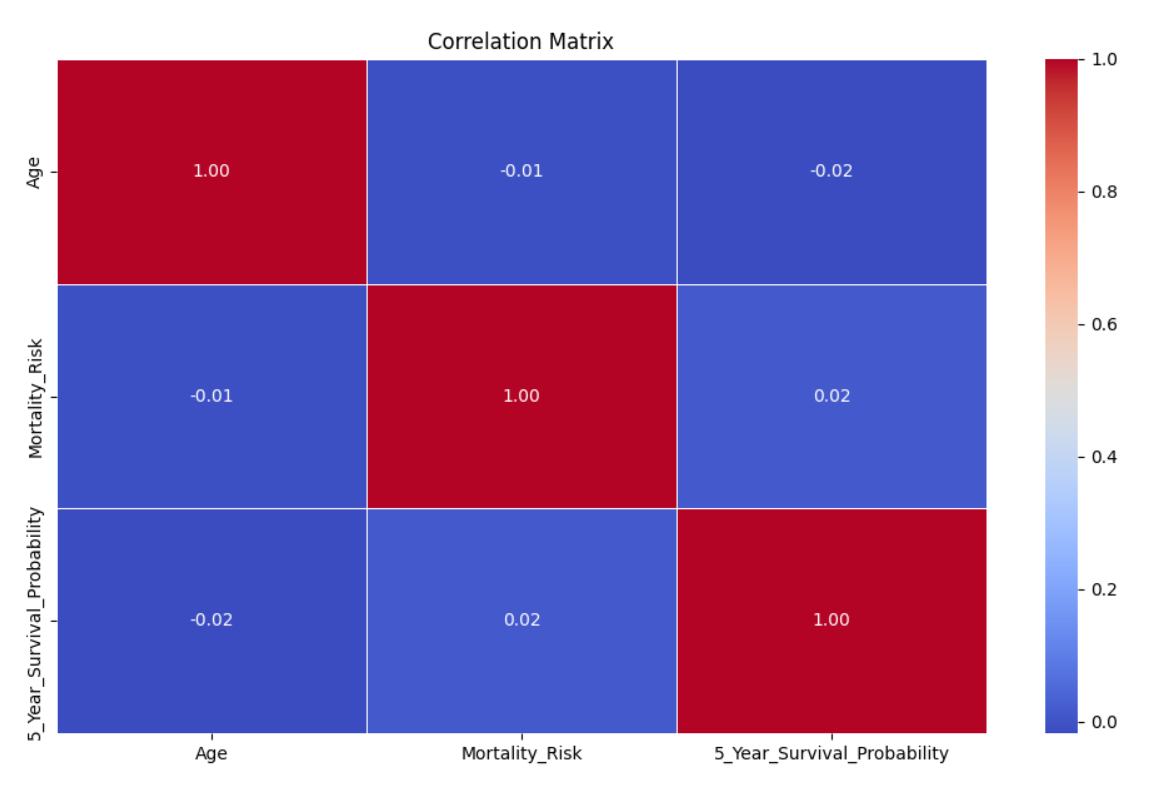 Correlation Matrix
Age
1.00
-0.01
-0.02
Mortality_Risk
-0.01
1.00
0.02
5_Year_Survival_Probability
-0.02
0.02
1.00
Age
Mortality_Risk
5_Year_Survival_Probability
1.0
0.8
0.6
0.4
0.2
0.0